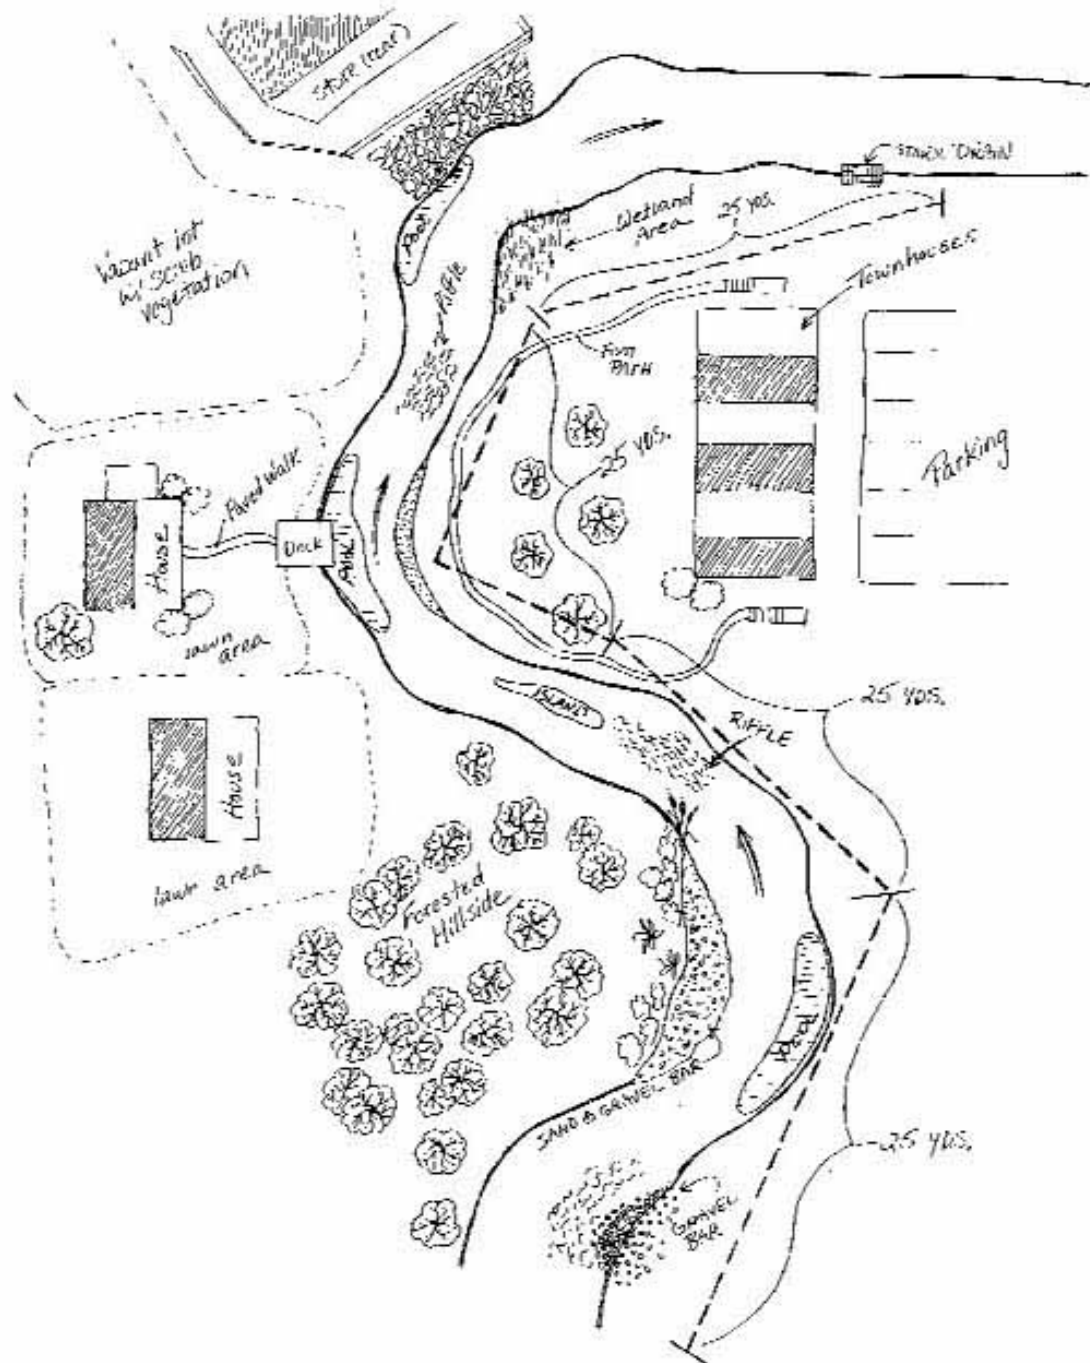 STORE (rear)
STORM DRAIN
Wetland
Area
25 YDS.
Townhouses
Vacant lot
w/ scrub
vegetation
Pool
Riffle
FOOT
PATH
25 YDS.
Parking
Paved Walk
House
Deck
Pool
Lawn
area
ISLAND
25 YDS.
RIFFLE
House
Lawn area
Forested
Hillside
Pool
SAND & GRAVEL BAR
25 YDS.
GRAVEL
BAR